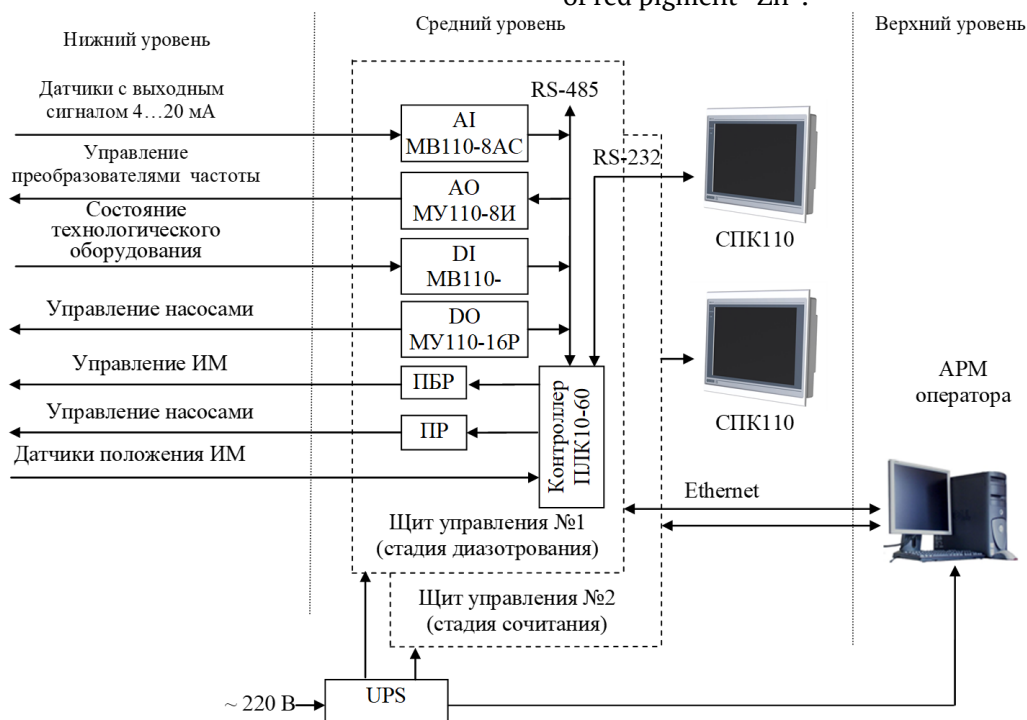 of red pigment "Zh".
Нижний уровень
Средний уровень
Верхний уровень
Датчики с выходным
сигналом 4…20 мА
Управление
преобразователями частоты
Состояние
технологического
оборудования
Управление насосами
Управление ИМ
Управление насосами
Датчики положения ИМ
RS-485
AI
МВ110-8АС
AO
МУ110-8И
DI
МВ110-
DO
МУ110-16Р
ПБР
ПР
Контроллер
ПЛК10-60
RS-232
СПК110
СПК110
АРМ
оператора
Ethernet
Щит управления №1
(стадия диазотрования)
Щит управления №2
(стадия сочитания)
~ 220 В
UPS